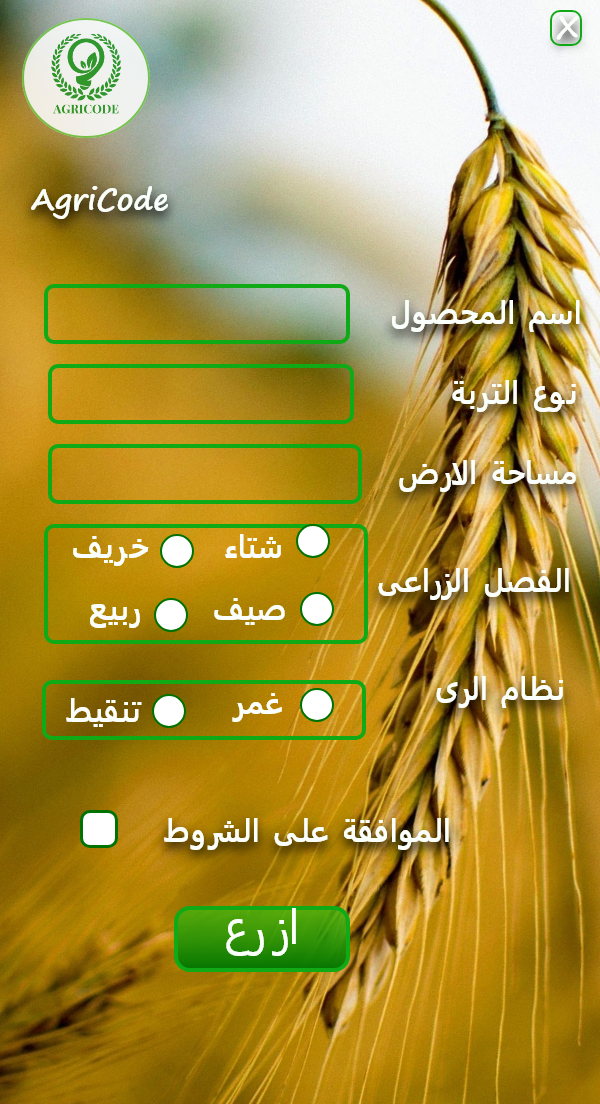 X
AGRICODE
AgriCode
اسم المحصول
نوع التربة
مساحة الارض
الفصل الزراعى
شتاء خريف
صيف ربيع
نظام الرى
غمر تنقيط
الموافقة على الشروط
ازرع